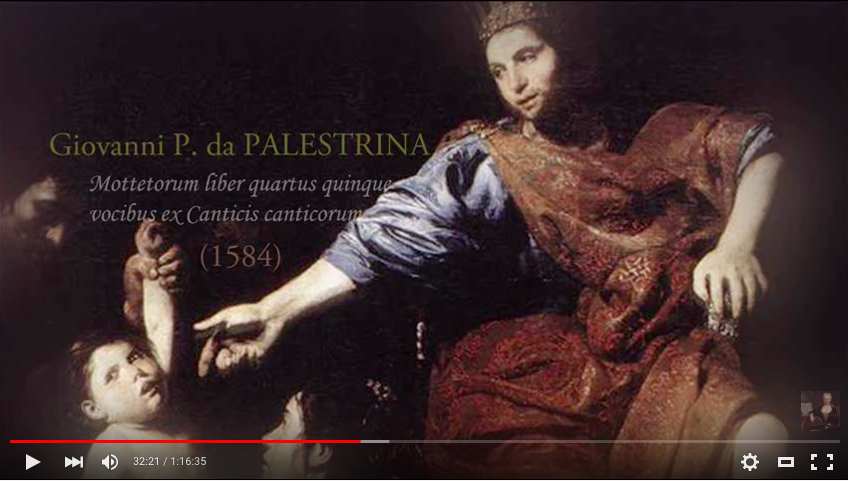 Giovanni P. da PALESTRINA
Mottetorum liber quartus quinque
vocibus ex Canticis canticorum
(1584)
32:21 / 1:16:35